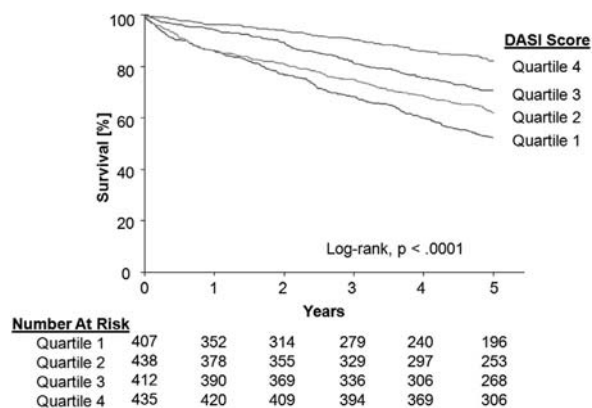 100
80
60
40
20
0
Survival [%]
DASI Score
Quartile 4
Quartile 3
Quartile 2
Quartile 1
Log-rank, p < .0001
0 1 2 3 4 5
Years
Number At Risk
Quartile 1 407 352 314 279 240 196
Quartile 2 438 378 355 329 297 253
Quartile 3 412 390 369 336 306 268
Quartile 4 435 420 409 394 369 306